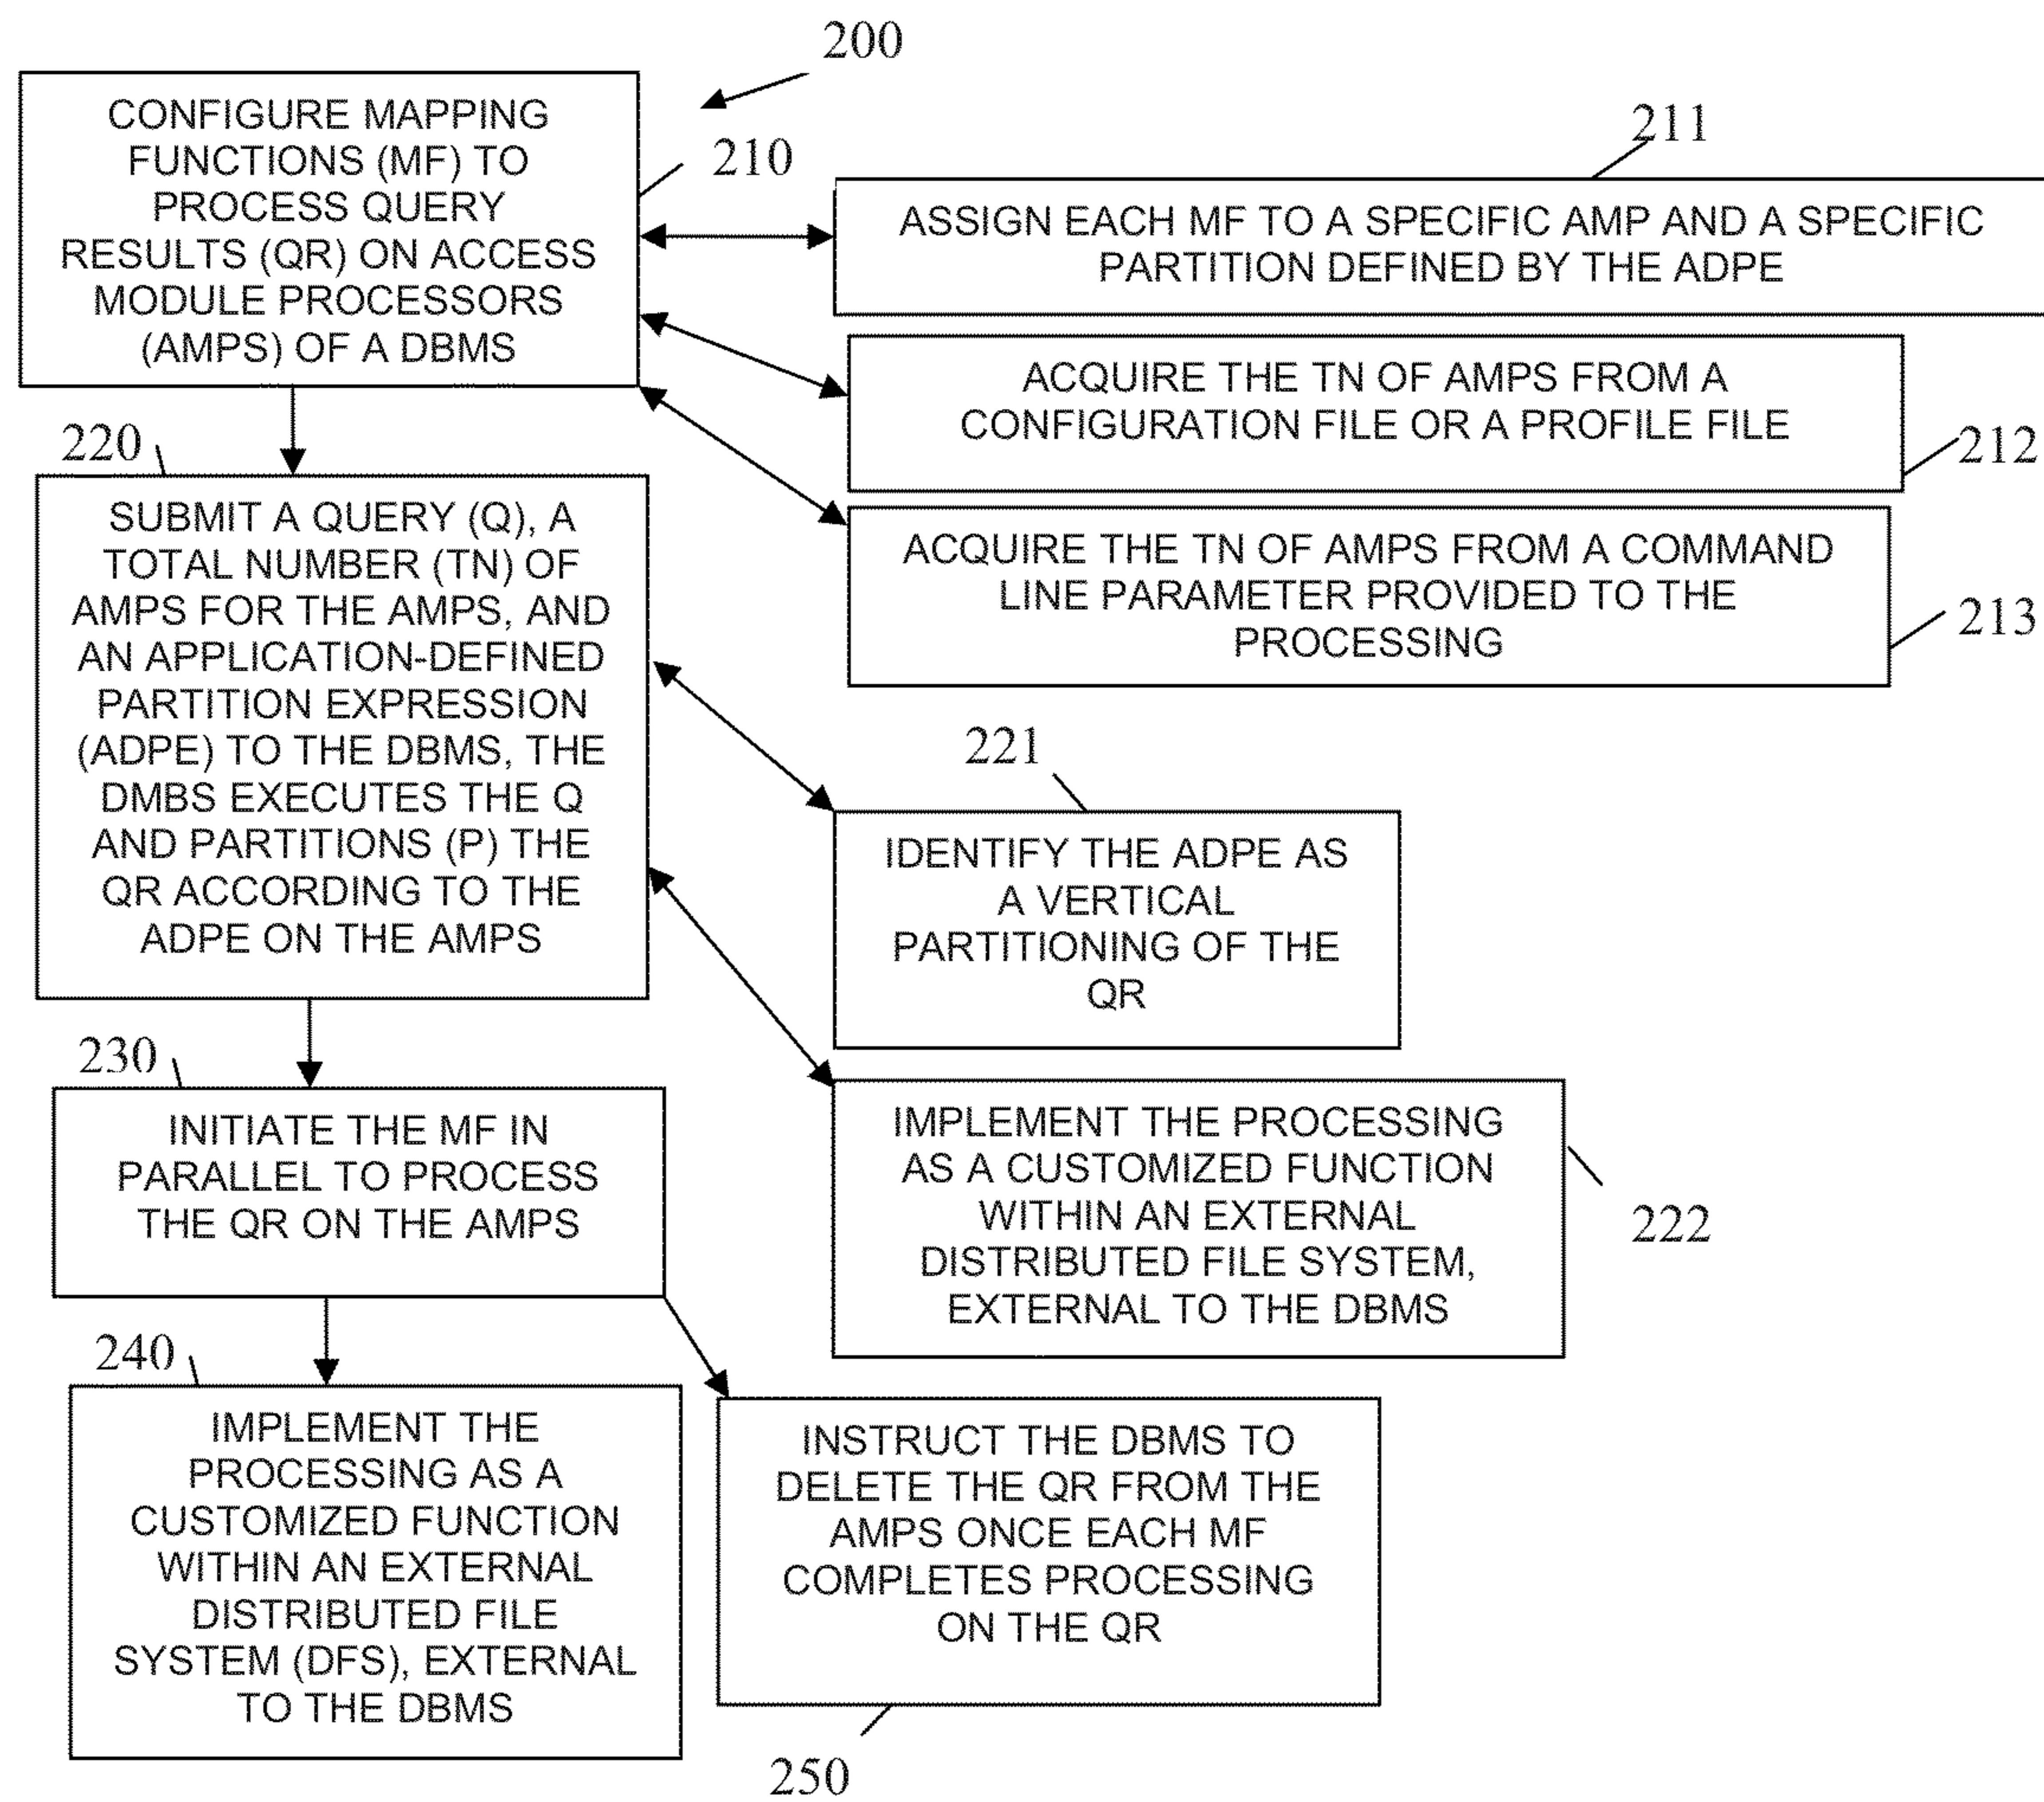 200
CONFIGURE MAPPING
FUNCTIONS (MF) TO
PROCESS QUERY
RESULTS (QR) ON ACCESS
MODULE PROCESSORS
(AMPS) OF A DBMS
210
211
ASSIGN EACH MF TO A SPECIFIC AMP AND A SPECIFIC
PARTITION DEFINED BY THE ADPE
ACQUIRE THE TN OF AMPS FROM A
CONFIGURATION FILE OR A PROFILE FILE
212
ACQUIRE THE TN OF AMPS FROM A COMMAND
LINE PARAMETER PROVIDED TO THE
PROCESSING
213
220
SUBMIT A QUERY (Q), A
TOTAL NUMBER (TN) OF
AMPS FOR THE AMPS, AND
AN APPLICATION-DEFINED
PARTITION EXPRESSION
(ADPE) TO THE DBMS, THE
DMBS EXECUTES THE Q
AND PARTITIONS (P) THE
QR ACCORDING TO THE
ADPE ON THE AMPS
221
IDENTIFY THE ADPE AS
A VERTICAL
PARTITIONING OF THE
QR
IMPLEMENT THE PROCESSING
AS A CUSTOMIZED FUNCTION
WITHIN AN EXTERNAL
DISTRIBUTED FILE SYSTEM,
EXTERNAL TO THE DBMS
222
230
INITIATE THE MF IN
PARALLEL TO PROCESS
THE QR ON THE AMPS
240
IMPLEMENT THE
PROCESSING AS A
CUSTOMIZED FUNCTION
WITHIN AN EXTERNAL
DISTRIBUTED FILE
SYSTEM (DFS), EXTERNAL
TO THE DBMS
INSTRUCT THE DBMS TO
DELETE THE QR FROM THE
AMPS ONCE EACH MF
COMPLETES PROCESSING
ON THE QR
250